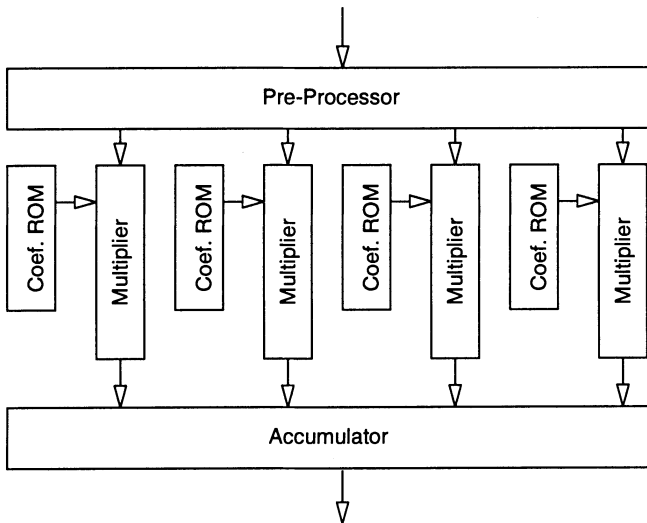 Pre-Processor
Coef. ROM
Multiplier
Coef. ROM
Multiplier
Coef. ROM
Multiplier
Coef. ROM
Multiplier
Accumulator